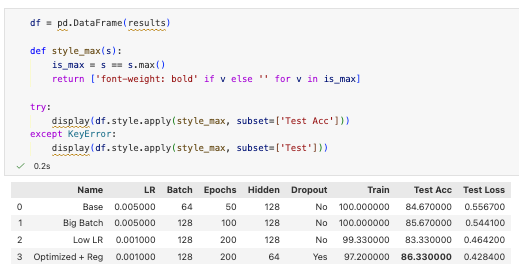 df = pd.DataFrame(results)
def style_max(s):
    is_max = s == s.max()
    return ['font-weight: bold' if v else '' for v in is_max]
try:
    display(df.style.apply(style_max, subset=['Test Acc']))
except KeyError:
    display(df.style.apply(style_max, subset=['Test']))
✓ 0.2s
Name LR Batch Epochs Hidden Dropout Train Test Acc Test Loss
0 Base 0.005000 64 50 128 No 100.000000 84.670000 0.556700
1 Big Batch 0.005000 128 100 128 No 100.000000 85.670000 0.544100
2 Low LR 0.001000 128 200 128 No 99.330000 83.330000 0.464200
3 Optimized + Reg 0.001000 128 200 64 Yes 97.200000 86.330000 0.428400